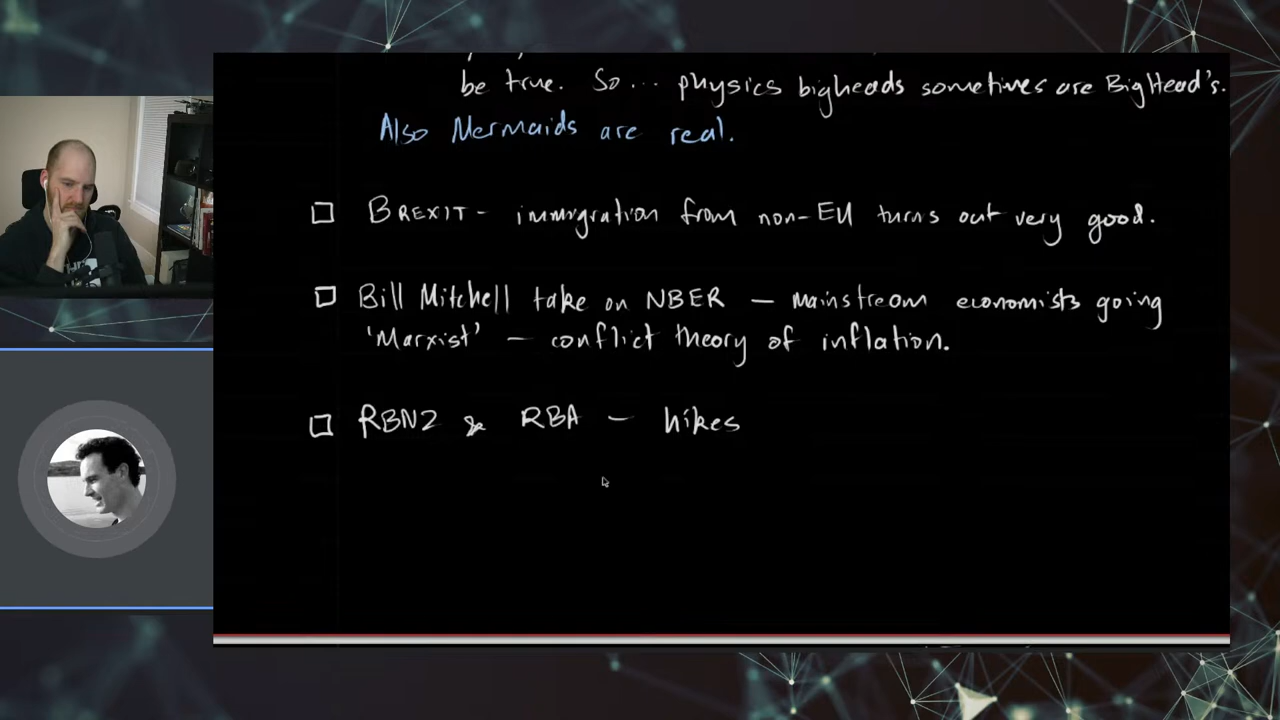 be true. So... physics bigheads sometimes are BigHead's.
Also Mermaids are real.
BREXIT - immigration from non-EU turns out very good.
Bill Mitchell take on NBER — mainstream economists going
'Marxist' — conflict theory of inflation.
RBNZ & RBA — hikes